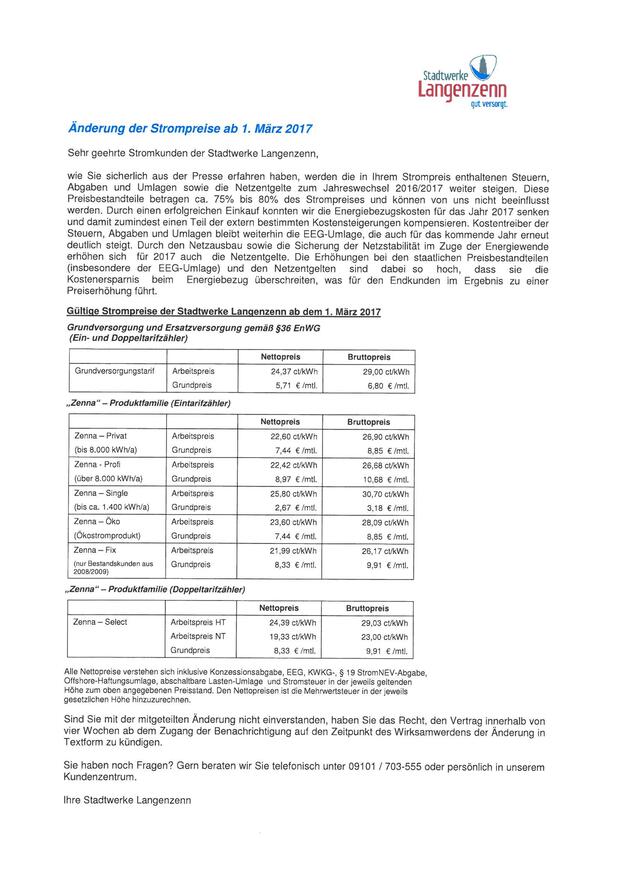 Stadtwerke
Langenzenn
gut versorgt.
Änderung der Strompreise ab 1. März 2017
Sehr geehrte Stromkunden der Stadtwerke Langenzenn,
wie Sie sicherlich aus der Presse erfahren haben, werden die in Ihrem Strompreis enthaltenen Steuern,
Abgaben und Umlagen sowie die Netzentgelte zum Jahreswechsel 2016/2017 weiter steigen. Diese
Preisbestandteile betragen ca. 75% bis 80% des Strompreises und können von uns nicht beeinflusst
werden. Durch einen erfolgreichen Einkauf konnten wir die Energiebezugskosten für das Jahr 2017 senken
und damit zumindest einen Teil der extern bestimmten Kostensteigerungen kompensieren. Kostentreiber der
Steuern, Abgaben und Umlagen bleibt weiterhin die EEG-Umlage, die auch für das kommende Jahr erneut
deutlich steigt. Durch den Netzausbau sowie die Sicherung der Netzstabilität im Zuge der Energiewende
erhöhen sich für 2017 auch die Netzentgelte. Die Erhöhungen bei den staatlichen Preisbestandteilen
(insbesondere der EEG-Umlage) und den Netzentgelten sind dabei so hoch, dass sie die
Kostenersparnis beim Energiebezug überschreiten, was für den Endkunden im Ergebnis zu einer
Preiserhöhung führt.
Gültige Strompreise der Stadtwerke Langenzenn ab dem 1. März 2017
Grundversorgung und Ersatzversorgung gemäß §36 EnWG
(Ein- und Doppeltarifzähler)
Nettopreis Bruttopreis
Grundversorgungstarif Arbeitspreis 24,37 ct/kWh 29,00 ct/kWh
Grundpreis 5,71 € /mtl. 6,80 € /mtl.
„Zenna“ – Produktfamilie (Eintarifzähler)
Nettopreis Bruttopreis
Zenna – Privat Arbeitspreis 22,60 ct/kWh 26,90 ct/kWh
(bis 8.000 kWh/a) Grundpreis 7,44 € /mtl. 8,85 € /mtl.
Zenna - Profi Arbeitspreis 22,42 ct/kWh 26,68 ct/kWh
(über 8.000 kWh/a) Grundpreis 8,97 € /mtl. 10,68 € /mtl.
Zenna – Single Arbeitspreis 25,80 ct/kWh 30,70 ct/kWh
(bis ca. 1.400 kWh/a) Grundpreis 2,67 € /mtl. 3,18 € /mtl.
Zenna – Öko Arbeitspreis 23,60 ct/kWh 28,09 ct/kWh
(Ökostromprodukt) Grundpreis 7,44 € /mtl. 8,85 € /mtl.
Zenna – Fix Arbeitspreis 21,99 ct/kWh 26,17 ct/kWh
(nur Bestandskunden aus Grundpreis 8,33 € /mtl. 9,91 € /mtl.
2008/2009)
„Zenna“ – Produktfamilie (Doppeltarifzähler)
Nettopreis Bruttopreis
Zenna – Select Arbeitspreis HT 24,39 ct/kWh 29,03 ct/kWh
Arbeitspreis NT 19,33 ct/kWh 23,00 ct/kWh
Grundpreis 8,33 € /mtl. 9,91 € /mtl.
Alle Nettopreise verstehen sich inklusive Konzessionsabgabe, EEG, KWKG-, § 19 StromNEV-Abgabe,
Offshore-Haftungsumlage, abschaltbare Lasten-Umlage und Stromsteuer in der jeweils geltenden
Höhe zum oben angegebenen Preisstand. Den Nettopreisen ist die Mehrwertsteuer in der jeweils
gesetzlichen Höhe hinzuzurechnen.
Sind Sie mit der mitgeteilten Änderung nicht einverstanden, haben Sie das Recht, den Vertrag innerhalb von
vier Wochen ab dem Zugang der Benachrichtigung auf den Zeitpunkt des Wirksamwerdens der Änderung in
Textform zu kündigen.
Sie haben noch Fragen? Gern beraten wir Sie telefonisch unter 09101 / 703-555 oder persönlich in unserem
Kundenzentrum.
Ihre Stadtwerke Langenzenn